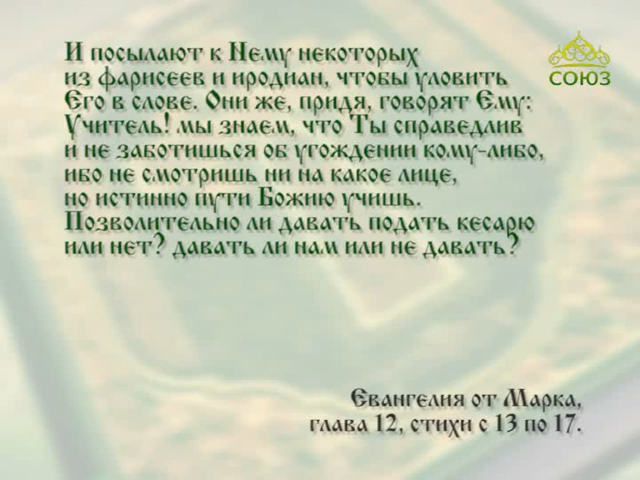 И посылают к Нему некоторых
из фарисеев и иродиан, чтобы уловить
Его в слове. Они же, придя, говорят Ему:
Учитель! мы знаем, что Ты справедлив
и не заботишься об угождении кому-либо,
ибо не смотришь ни на какое лице,
но истинно пути Божию учишь.
Позволительно ли давать подать кесарю
или нет? давать ли нам или не давать?
СОЮЗ
Евангелия от Марка,
глава 12, стихи с 13 по 17.